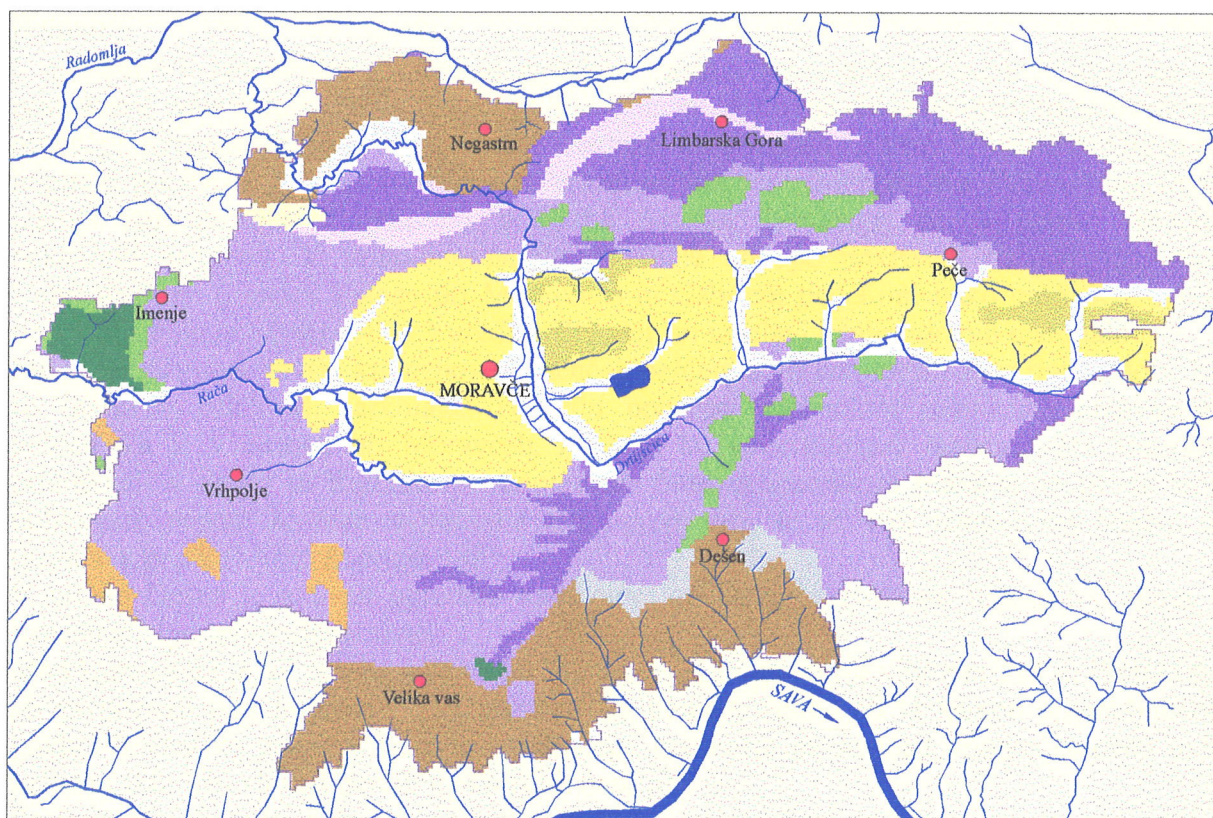 Radomlja
Negastrn
Limbarska Gora
Peče
Imenje
MORAVČE
Rača
Drtijščica
Vrhpolje
Dešen
Velika vas
SAVA